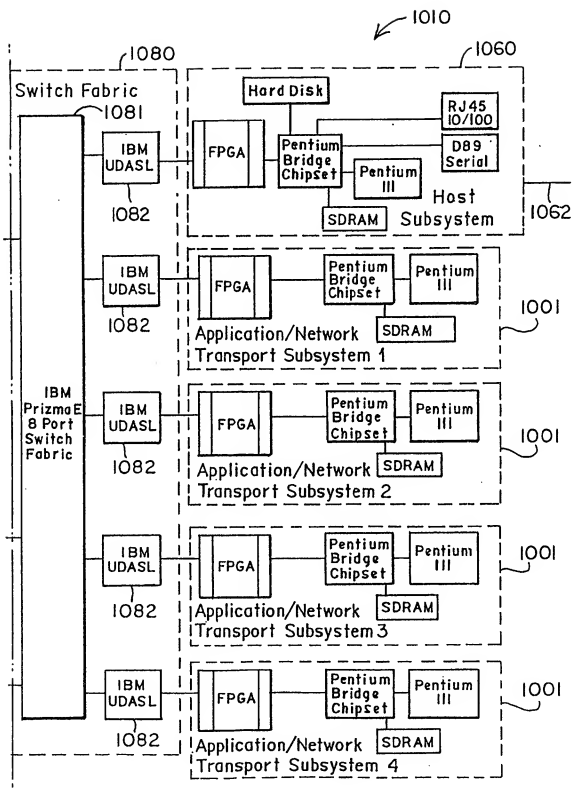 1010
1080
1060
Switch Fabric
1081
Hard Disk
RJ45
10/100
IBM
UDASL
FPGA
Pentium
Bridge
Chipset
D89
Serial
Pentium
III
1082
SDRAM
Host
Subsystem
1062
IBM
UDASL
FPGA
Pentium
Bridge
Chipset
Pentium
III
1082
SDRAM
1001
Application/Network
Transport Subsystem 1
IBM
PrizmaE
8 Port
Switch
Fabric
IBM
UDASL
FPGA
Pentium
Bridge
Chipset
Pentium
III
1082
SDRAM
1001
Application/Network
Transport Subsystem 2
IBM
UDASL
FPGA
Pentium
Bridge
Chipset
Pentium
III
1082
SDRAM
1001
Application/Network
Transport Subsystem 3
IBM
UDASL
FPGA
Pentium
Bridge
Chipset
Pentium
III
1082
SDRAM
1001
Application/Network
Transport Subsystem 4